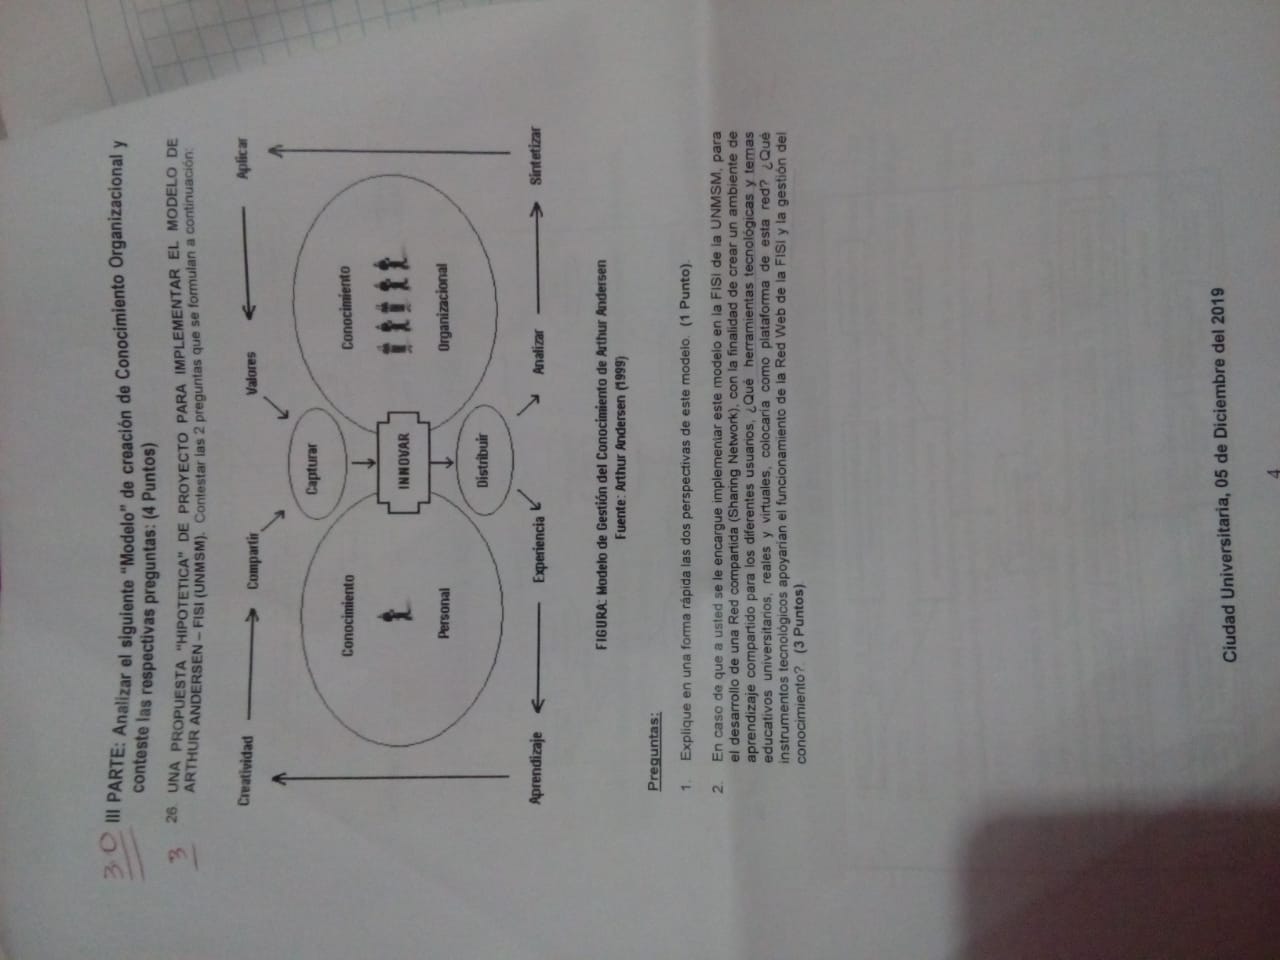 3.0
III PARTE: Analizar el siguiente "Modelo" de creación de Conocimiento Organizacional y
conteste las respectivas preguntas: (4 Puntos)
3
26 UNA PROPUESTA "HIPOTETICA" DE PROYECTO PARA IMPLEMENTAR EL MODELO DE
ARTHUR ANDERSEN – FISI (UNMSM). Contestar las 2 preguntas que se formulan a continuación:
Creatividad Compartir Valores Aplicar
Capturar
Conocimiento Conocimiento
INNOVAR
Personal Organizacional
Distribuir
Aprendizaje Experiencia Analizar Sintetizar
FIGURA: Modelo de Gestión del Conocimiento de Arthur Andersen
Fuente: Arthur Andersen (1999)
Preguntas:
1. Explique en una forma rápida las dos perspectivas de este modelo. (1 Punto).
2. En caso de que a usted se le encargue implementar este modelo en la FISI de la UNMSM, para
el desarrollo de una Red compartida (Sharing Network), con la finalidad de crear un ambiente de
aprendizaje compartido para los diferentes usuarios, ¿Qué herramientas tecnológicas y temas
educativos universitarios, reales y virtuales, colocaría como plataforma de esta red? ¿Qué
instrumentos tecnológicos apoyarían el funcionamiento de la Red Web de la FISI y la gestión del
conocimiento?. (3 Puntos).
Ciudad Universitaria, 05 de Diciembre del 2019
4